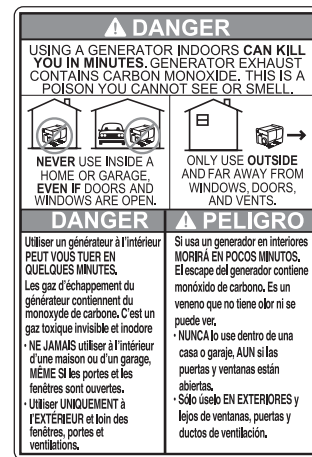 DANGER
USING A GENERATOR INDOORS CAN KILL
YOU IN MINUTES. GENERATOR EXHAUST
CONTAINS CARBON MONOXIDE. THIS IS A
POISON YOU CANNOT SEE OR SMELL.
NEVER USE INSIDE A
HOME OR GARAGE,
EVEN IF DOORS AND
WINDOWS ARE OPEN.
ONLY USE OUTSIDE
AND FAR AWAY FROM
WINDOWS, DOORS,
AND VENTS.
DANGER
Utiliser un générateur à l'intérieur
PEUT VOUS TUER EN
QUELQUES MINUTES.
Les gaz d'échappement du
générateur contiennent du
monoxyde de carbone. C'est un
gaz toxique invisible et inodore
· NE JAMAIS utiliser à l'intérieur
d'une maison ou d'un garage,
MÊME SI les portes et les
fenêtres sont ouvertes.
· Utiliser UNIQUEMENT à
l'EXTÉRIEUR et loin des
fenêtres, portes et
ventilations.
PELIGRO
Si usa un generador en interiores
MORIRÁ EN POCOS MINUTOS.
El escape del generador contiene
monóxido de carbono. Es un
veneno que no tiene olor ni se
puede ver.
· NUNCA lo use dentro de una
casa o garaje, AUN si las
puertas y ventanas están
abiertas.
· Sólo úselo EN EXTERIORES y
lejos de ventanas, puertas y
ductos de ventilación.